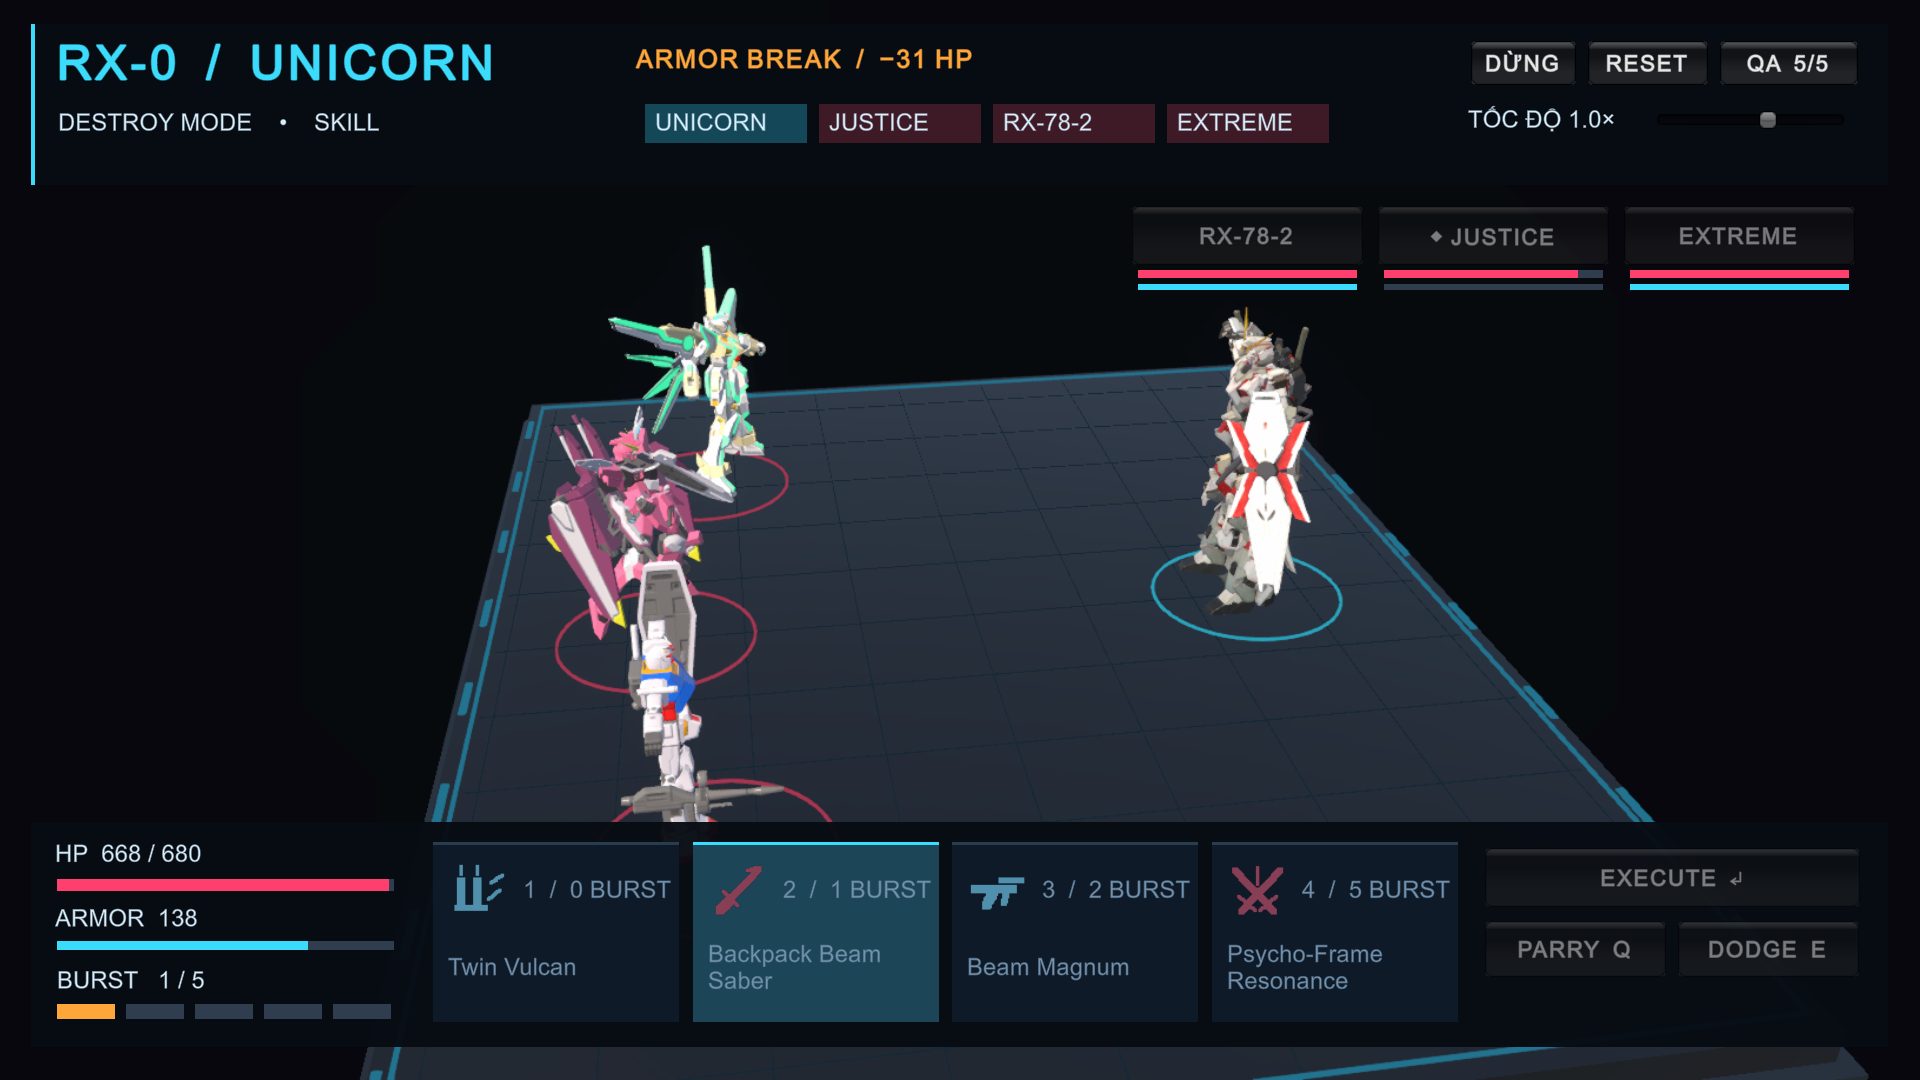 RX-0 / UNICORN
DESTROY MODE • SKILL
ARMOR BREAK / −31 HP
UNICORN
JUSTICE
RX-78-2
EXTREME
DỪNG
RESET
QA 5/5
TỐC ĐỘ 1.0×
RX-78-2
◆ JUSTICE
EXTREME
HP 668 / 680
ARMOR 138
BURST 1 / 5
1 / 0 BURST
Twin Vulcan
2 / 1 BURST
Backpack Beam
Saber
3 / 2 BURST
Beam Magnum
4 / 5 BURST
Psycho-Frame
Resonance
EXECUTE ↲
PARRY Q
DODGE E